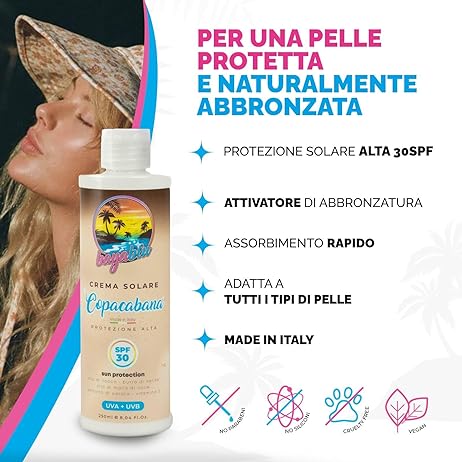 PER UNA PELLE
PROTETTA
E NATURALMENTE
ABBRONZATA
PROTEZIONE SOLARE ALTA 30SPF
ATTIVATORE DI ABBRONZATURA
ASSORBIMENTO RAPIDO
ADATTA A
TUTTI I TIPI DI PELLE
MADE IN ITALY
CREMA SOLARE
Copacabana
PROTEZIONE ALTA
SPF
30
sun protection
UVA + UVB
NO PARABENI
NO SILICONI
CRUELTY FREE
VEGAN